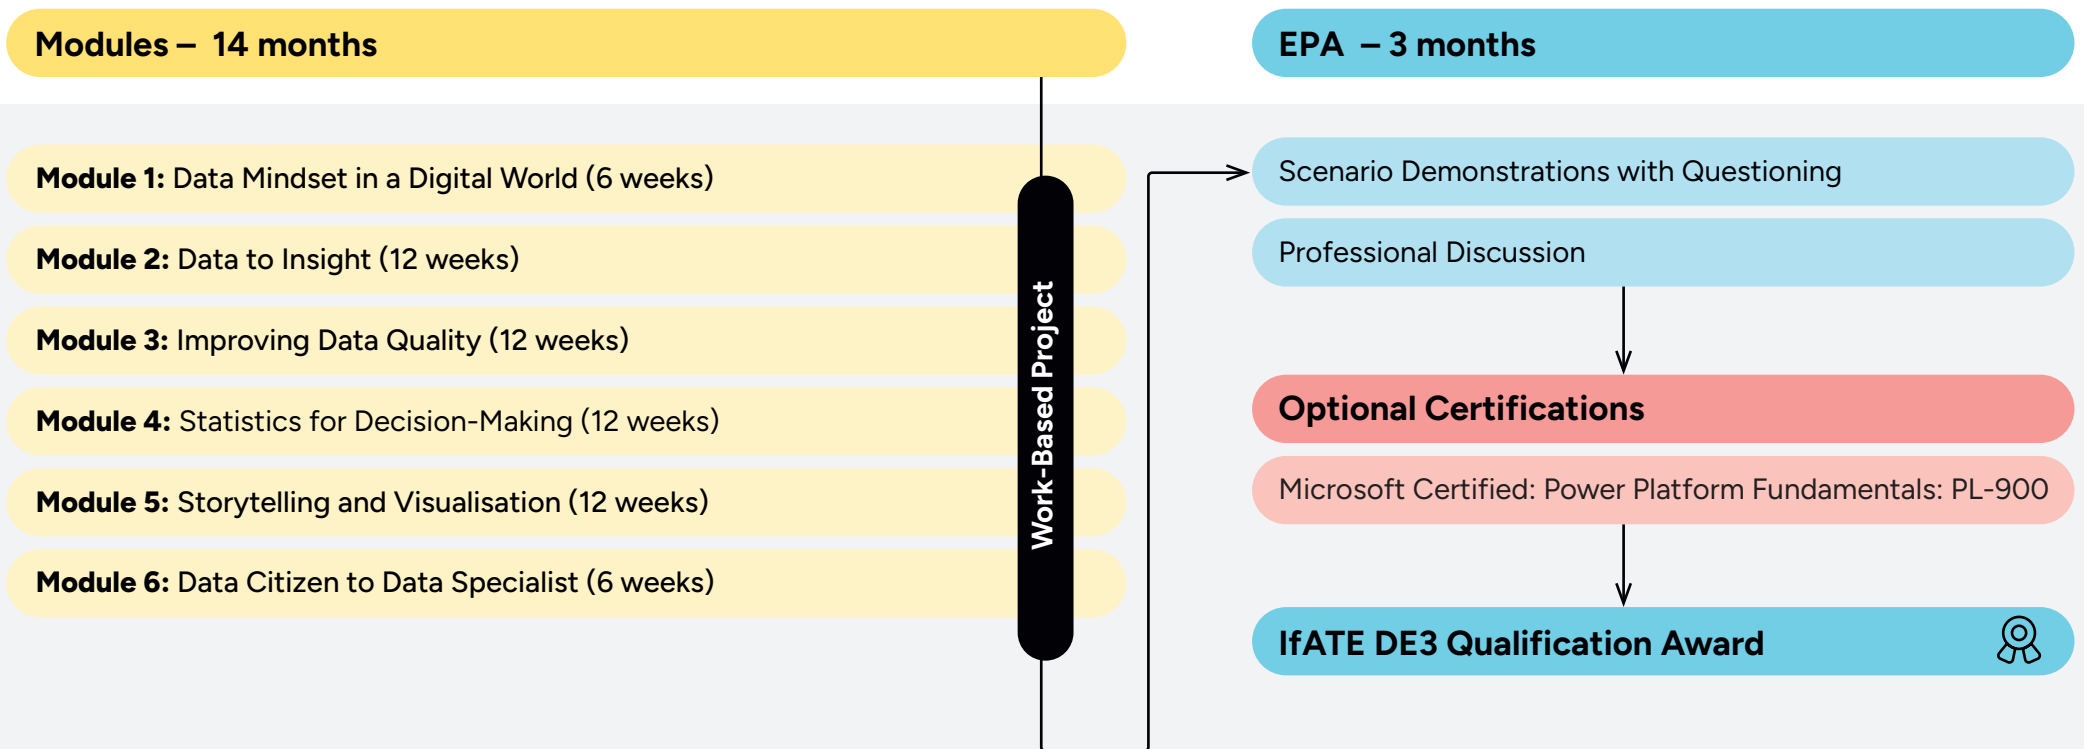 Modules – 14 months
Module 1: Data Mindset in a Digital World (6 weeks)
Module 2: Data to Insight (12 weeks)
Module 3: Improving Data Quality (12 weeks)
Module 4: Statistics for Decision-Making (12 weeks)
Module 5: Storytelling and Visualisation (12 weeks)
Module 6: Data Citizen to Data Specialist (6 weeks)
Work-Based Project
EPA – 3 months
Scenario Demonstrations with Questioning
Professional Discussion
Optional Certifications
Microsoft Certified: Power Platform Fundamentals: PL-900
IfATE DE3 Qualification Award